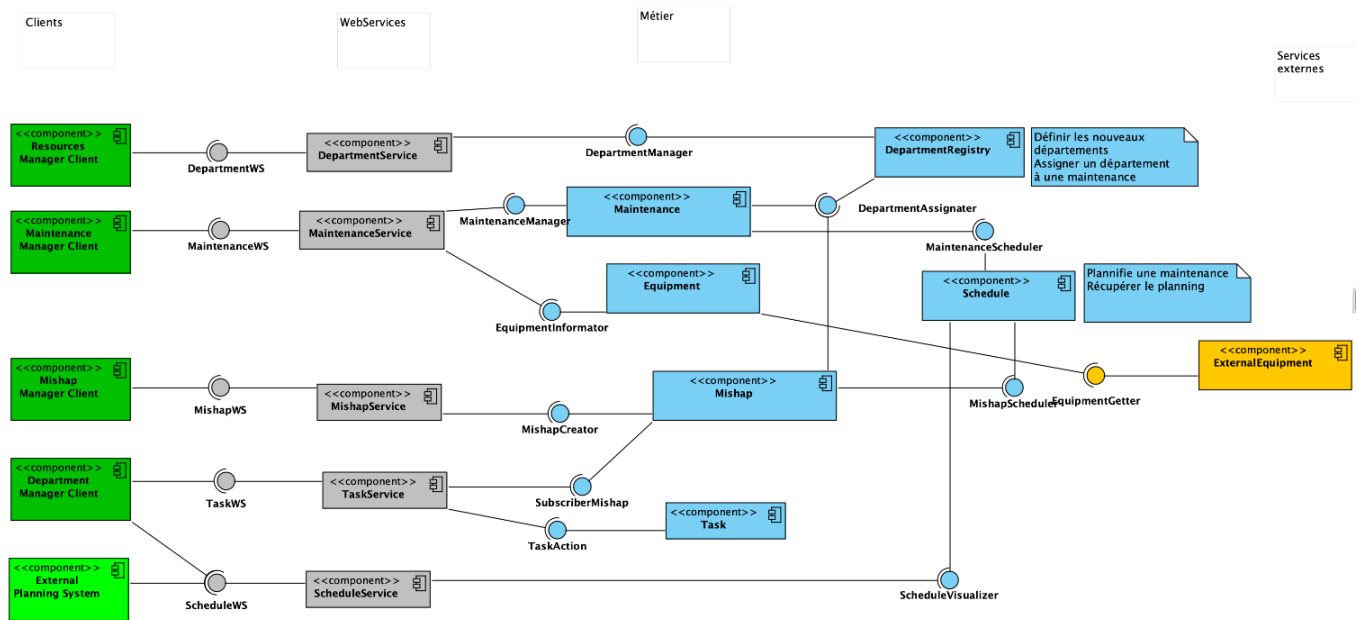 Clients
WebServices
Métier
Services
externes
<<component>>
Resources
Manager Client
DepartmentWS
<<component>>
DepartmentService
DepartmentManager
<<component>>
DepartmentRegistry
Définir les nouveaux
départements
Assigner un département
à une maintenance
<<component>>
Maintenance
Manager Client
MaintenanceWS
<<component>>
MaintenanceService
MaintenanceManager
<<component>>
Maintenance
DepartmentAssignater
MaintenanceScheduler
<<component>>
Equipment
EquipmentInformator
<<component>>
Schedule
Plannifie une maintenance
Récupérer le planning
<<component>>
Mishap
Manager Client
MishapWS
<<component>>
MishapService
MishapCreator
<<component>>
Mishap
MishapScheduler
EquipmentGetter
<<component>>
ExternalEquipment
<<component>>
Department
Manager Client
TaskWS
<<component>>
TaskService
SubscriberMishap
TaskAction
<<component>>
Task
<<component>>
External
Planning System
ScheduleWS
<<component>>
ScheduleService
ScheduleVisualizer